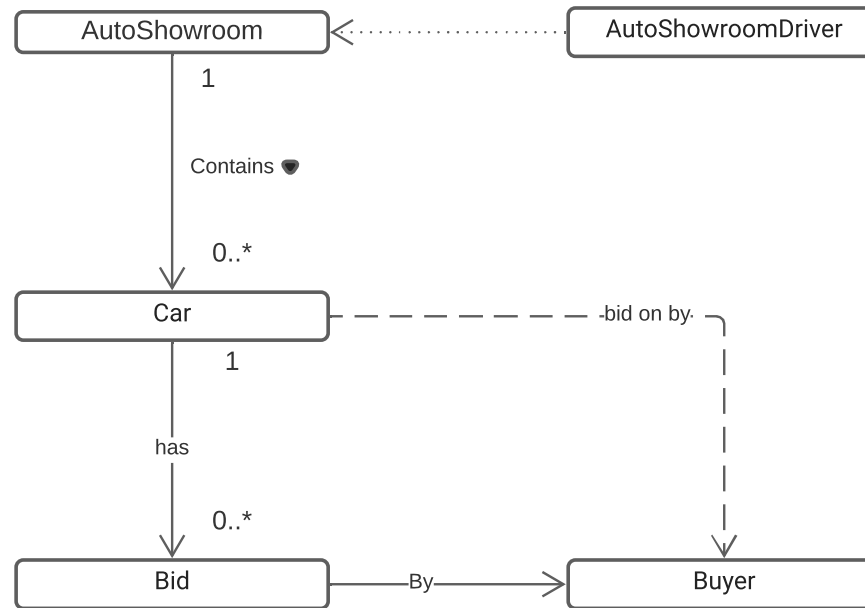 AutoShowroom
AutoShowroomDriver
1
Contains
0..*
Car
bid on by
1
has
0..*
Bid
By
Buyer